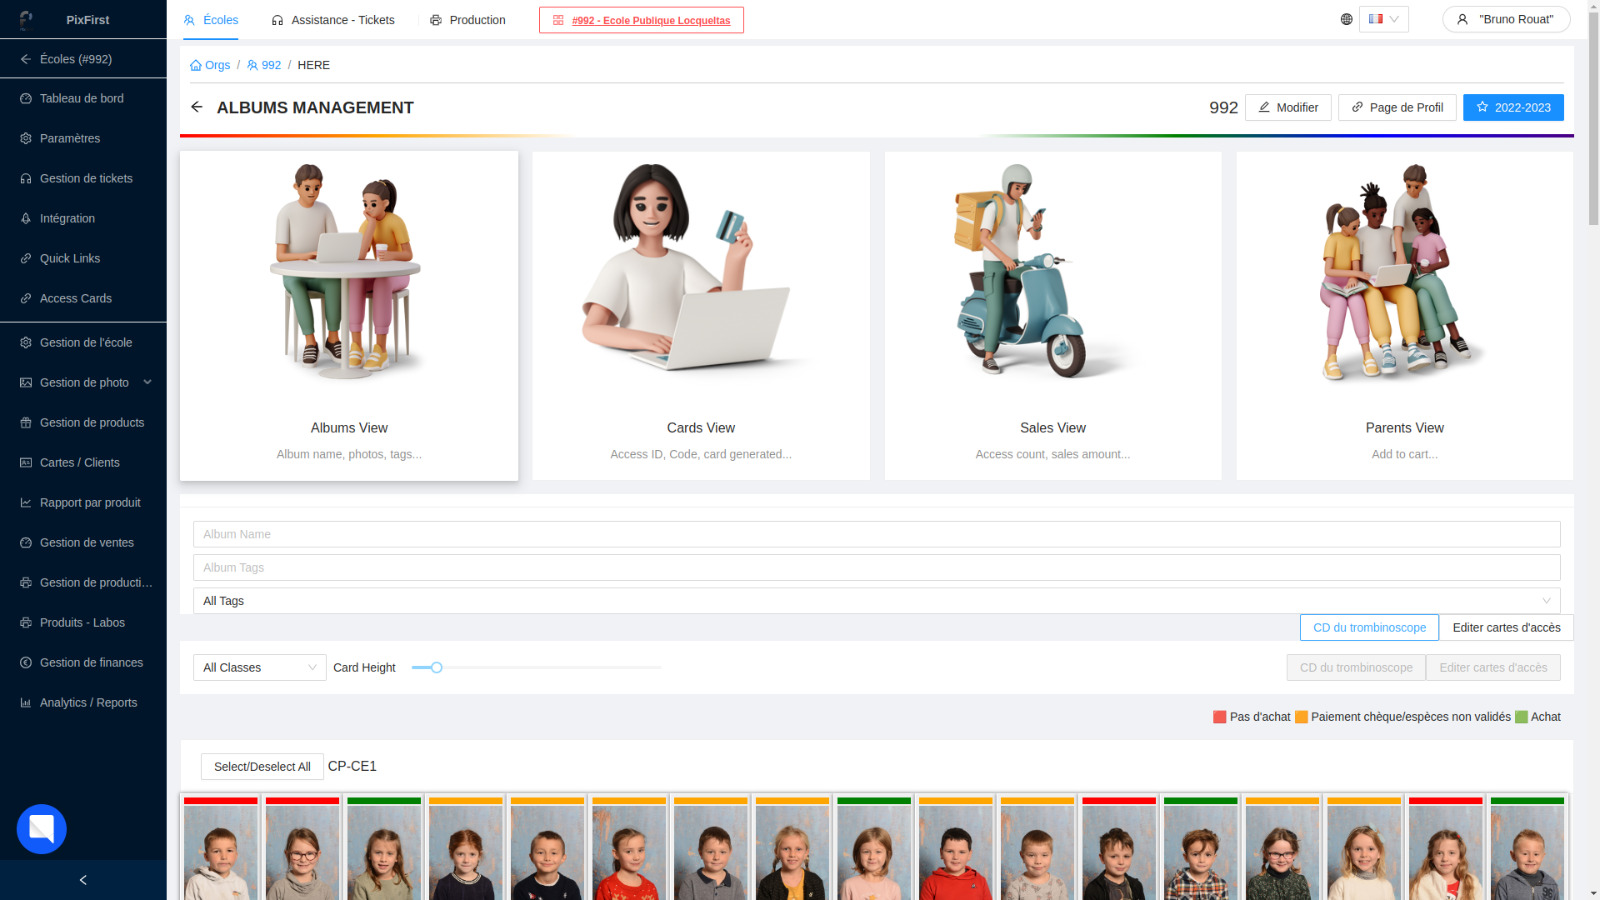 PixFirst
Écoles
Assistance - Tickets
Production
#992 - Ecole Publique Locqueltas
"Bruno Rouat"
Écoles (#992)
Tableau de bord
Paramètres
Gestion de tickets
Intégration
Quick Links
Access Cards
Gestion de l'école
Gestion de photo
Gestion de products
Cartes / Clients
Rapport par produit
Gestion de ventes
Gestion de producti...
Produits - Labos
Gestion de finances
Analytics / Reports
Orgs / 992 / HERE
ALBUMS MANAGEMENT
992
Modifier
Page de Profil
2022-2023
Albums View
Album name, photos, tags...
Cards View
Access ID, Code, card generated...
Sales View
Access count, sales amount...
Parents View
Add to cart...
Album Name
Album Tags
All Tags
CD du trombinoscope
Editer cartes d'accès
All Classes
Card Height
CD du trombinoscope
Editer cartes d'accès
Pas d'achat
Paiement chèque/espèces non validés
Achat
Select/Deselect All
CP-CE1